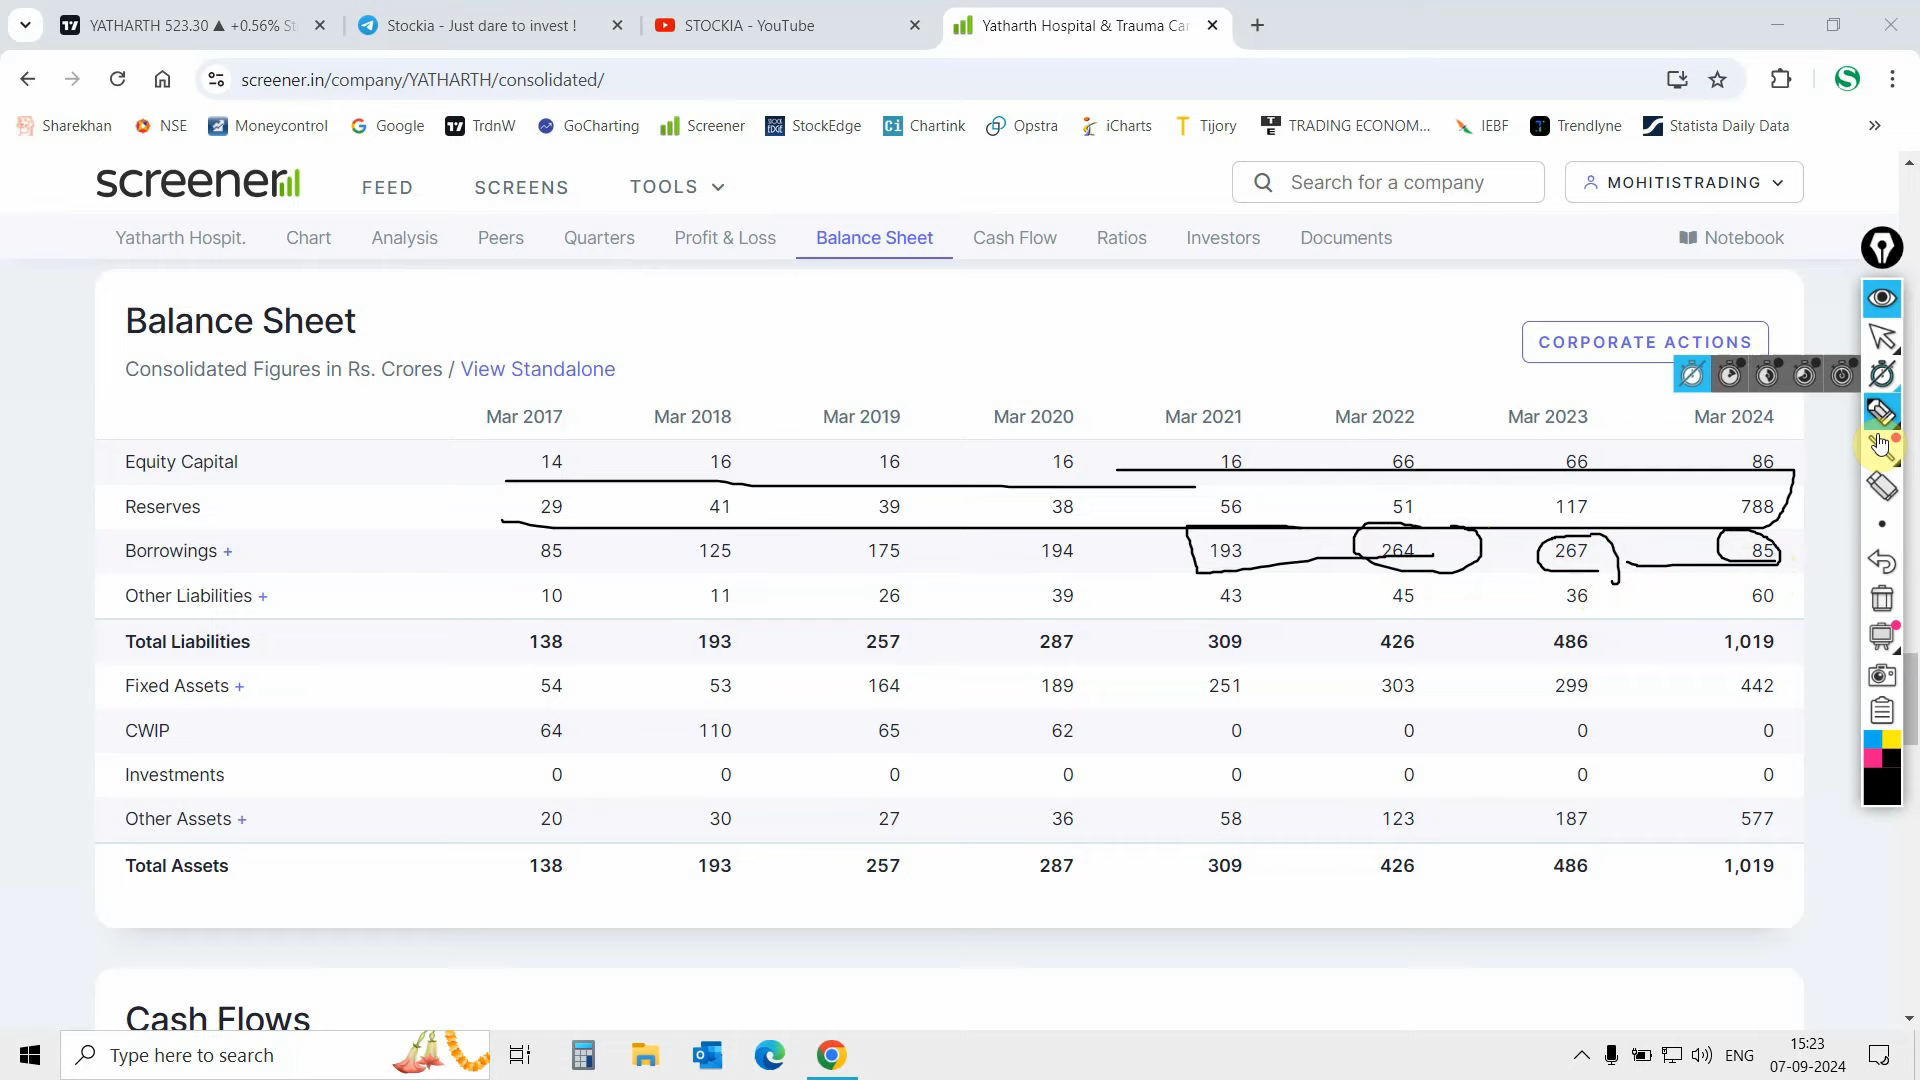 YATHARTH 523.30 ▲ +0.56% St
Stockia - Just dare to invest !
STOCKIA - YouTube
Yatharth Hospital & Trauma Car
screener.in/company/YATHARTH/consolidated/
Sharekhan NSE Moneycontrol Google TrdnW GoCharting Screener StockEdge Chartink Opstra iCharts Tijory TRADING ECONOM... IEBF Trendlyne Statista Daily Data »
screener FEED SCREENS TOOLS Search for a company MOHITISTRADING
Yatharth Hospit. Chart Analysis Peers Quarters Profit & Loss Balance Sheet Cash Flow Ratios Investors Documents Notebook
Balance Sheet
CORPORATE ACTIONS
Consolidated Figures in Rs. Crores / View Standalone
Mar 2017 Mar 2018 Mar 2019 Mar 2020 Mar 2021 Mar 2022 Mar 2023 Mar 2024
Equity Capital 14 16 16 16 16 66 66 86
Reserves 29 41 39 38 56 51 117 788
Borrowings + 85 125 175 194 193 264 267 85
Other Liabilities + 10 11 26 39 43 45 36 60
Total Liabilities 138 193 257 287 309 426 486 1,019
Fixed Assets + 54 53 164 189 251 303 299 442
CWIP 64 110 65 62 0 0 0 0
Investments 0 0 0 0 0 0 0 0
Other Assets + 20 30 27 36 58 123 187 577
Total Assets 138 193 257 287 309 426 486 1,019
Cash Flows
Type here to search
ENG
15:23
07-09-2024